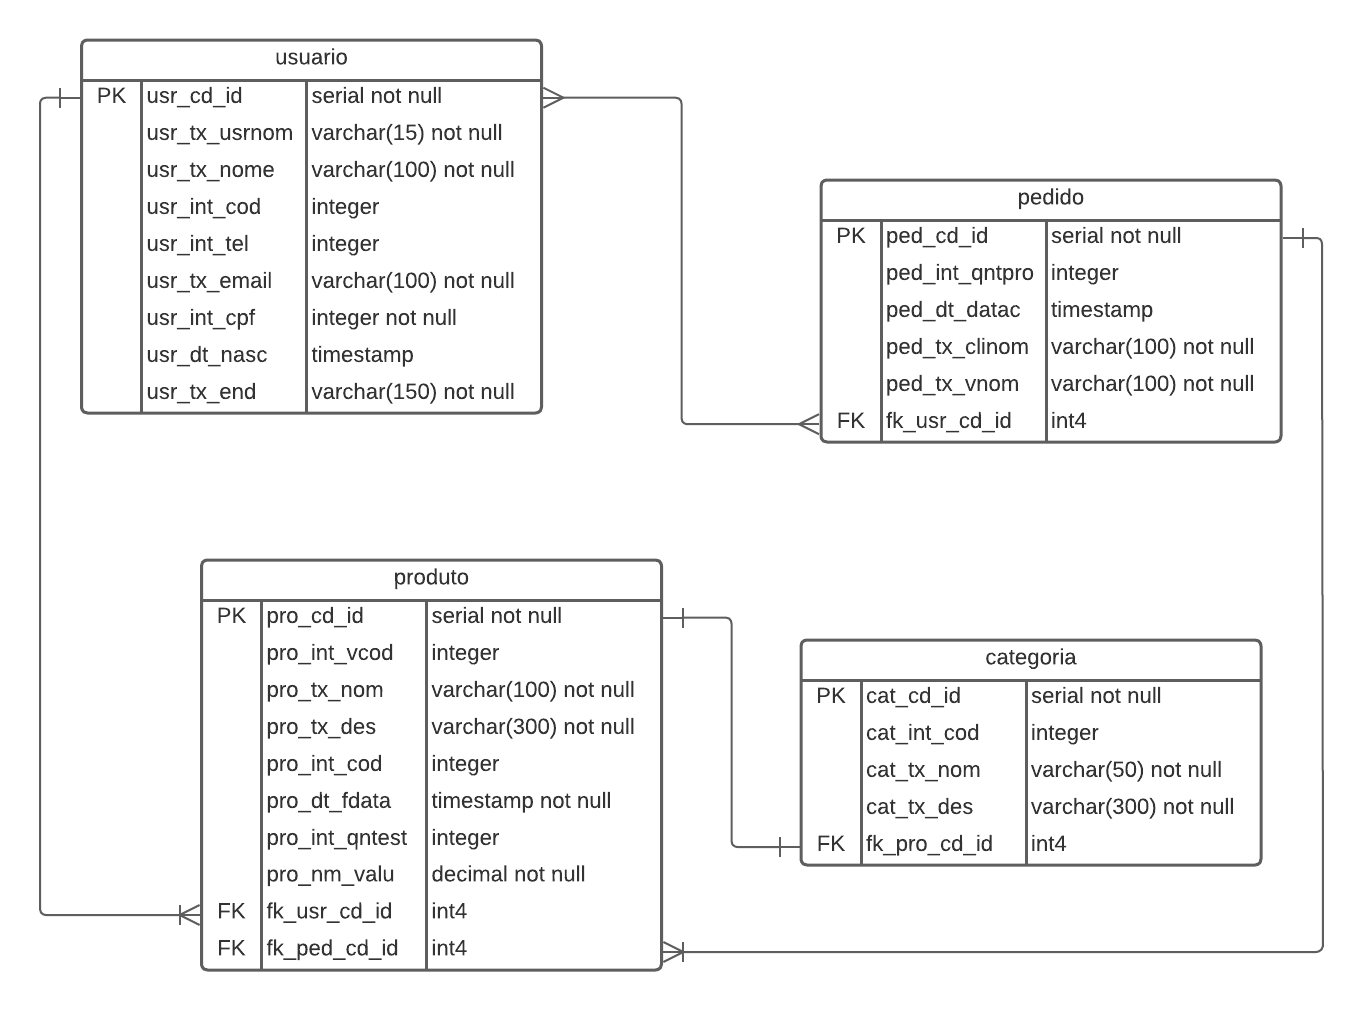 usuario
PK usr_cd_id serial not null
usr_tx_usrnom varchar(15) not null
usr_tx_nome varchar(100) not null
usr_int_cod integer
usr_int_tel integer
usr_tx_email varchar(100) not null
usr_int_cpf integer not null
usr_dt_nasc timestamp
usr_tx_end varchar(150) not null
pedido
PK ped_cd_id serial not null
ped_int_qntpro integer
ped_dt_datac timestamp
ped_tx_clinom varchar(100) not null
ped_tx_vnom varchar(100) not null
FK fk_usr_cd_id int4
produto
PK pro_cd_id serial not null
pro_int_vcod integer
pro_tx_nom varchar(100) not null
pro_tx_des varchar(300) not null
pro_int_cod integer
pro_dt_fdata timestamp not null
pro_int_qntest integer
pro_nm_valu decimal not null
FK fk_usr_cd_id int4
FK fk_ped_cd_id int4
categoria
PK cat_cd_id serial not null
cat_int_cod integer
cat_tx_nom varchar(50) not null
cat_tx_des varchar(300) not null
FK fk_pro_cd_id int4